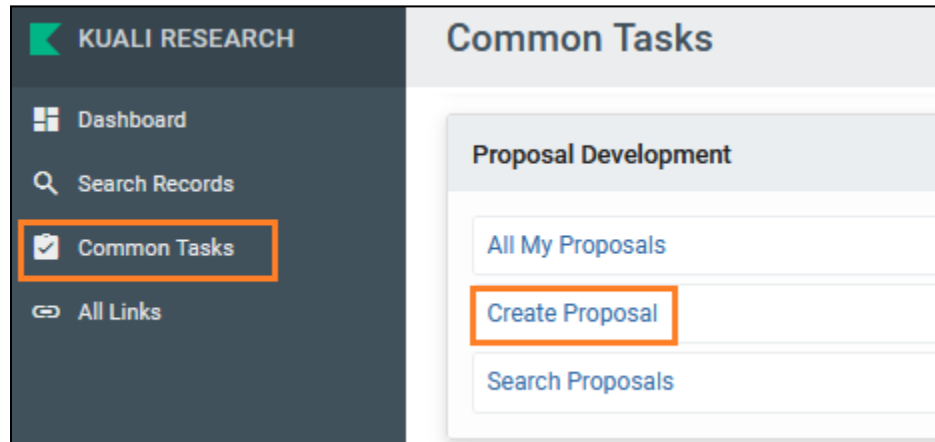 KUALI RESEARCH
Dashboard
Search Records
Common Tasks
All Links
Common Tasks
Proposal Development
All My Proposals
Create Proposal
Search Proposals